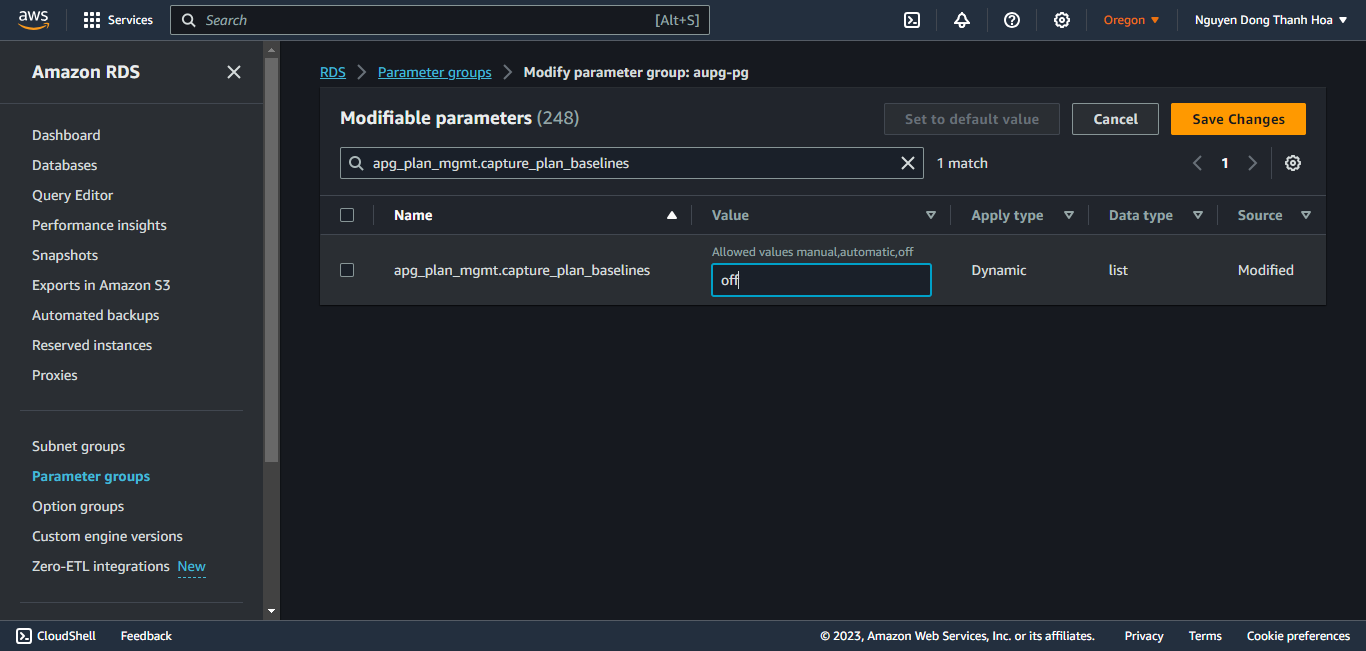 aws Services Search [Alt+S] Oregon Nguyen Dong Thanh Hoa
Amazon RDS
Dashboard
Databases
Query Editor
Performance insights
Snapshots
Exports in Amazon S3
Automated backups
Reserved instances
Proxies
Subnet groups
Parameter groups
Option groups
Custom engine versions
Zero-ETL integrations New
RDS Parameter groups Modify parameter group: aupg-pg
Modifiable parameters (248) Set to default value Cancel Save Changes
apg_plan_mgmt.capture_plan_baselines 1 match 1
Name Value Apply type Data type Source
Allowed values manual,automatic,off
apg_plan_mgmt.capture_plan_baselines off Dynamic list Modified
CloudShell Feedback © 2023, Amazon Web Services, Inc. or its affiliates. Privacy Terms Cookie preferences